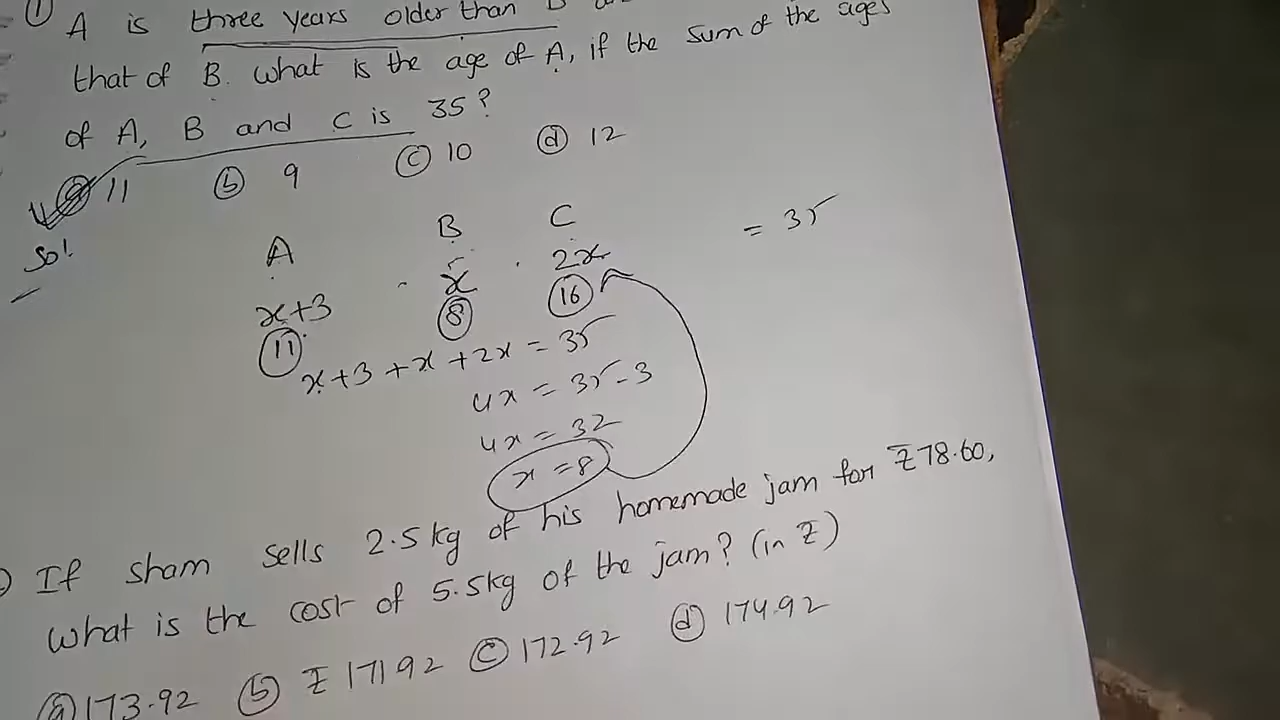 ① A is three years older than B
that of B. What is the age of A, if the sum of the ages
of A, B and C is 35?
ⓐ 11 ⓑ 9 ⓒ 10 ⓓ 12
Sol
A B C = 35
x+3 x 2x
11 8 16
x+3+x+2x = 35
4x = 35-3
4x = 32
x = 8
If sham sells 2.5kg of his homemade jam for ₹78.60,
what is the cost of 5.5kg of the jam? (in ₹)
ⓐ 173.92 ⓑ ₹ 171 92 ⓒ 172.92 ⓓ 174.92